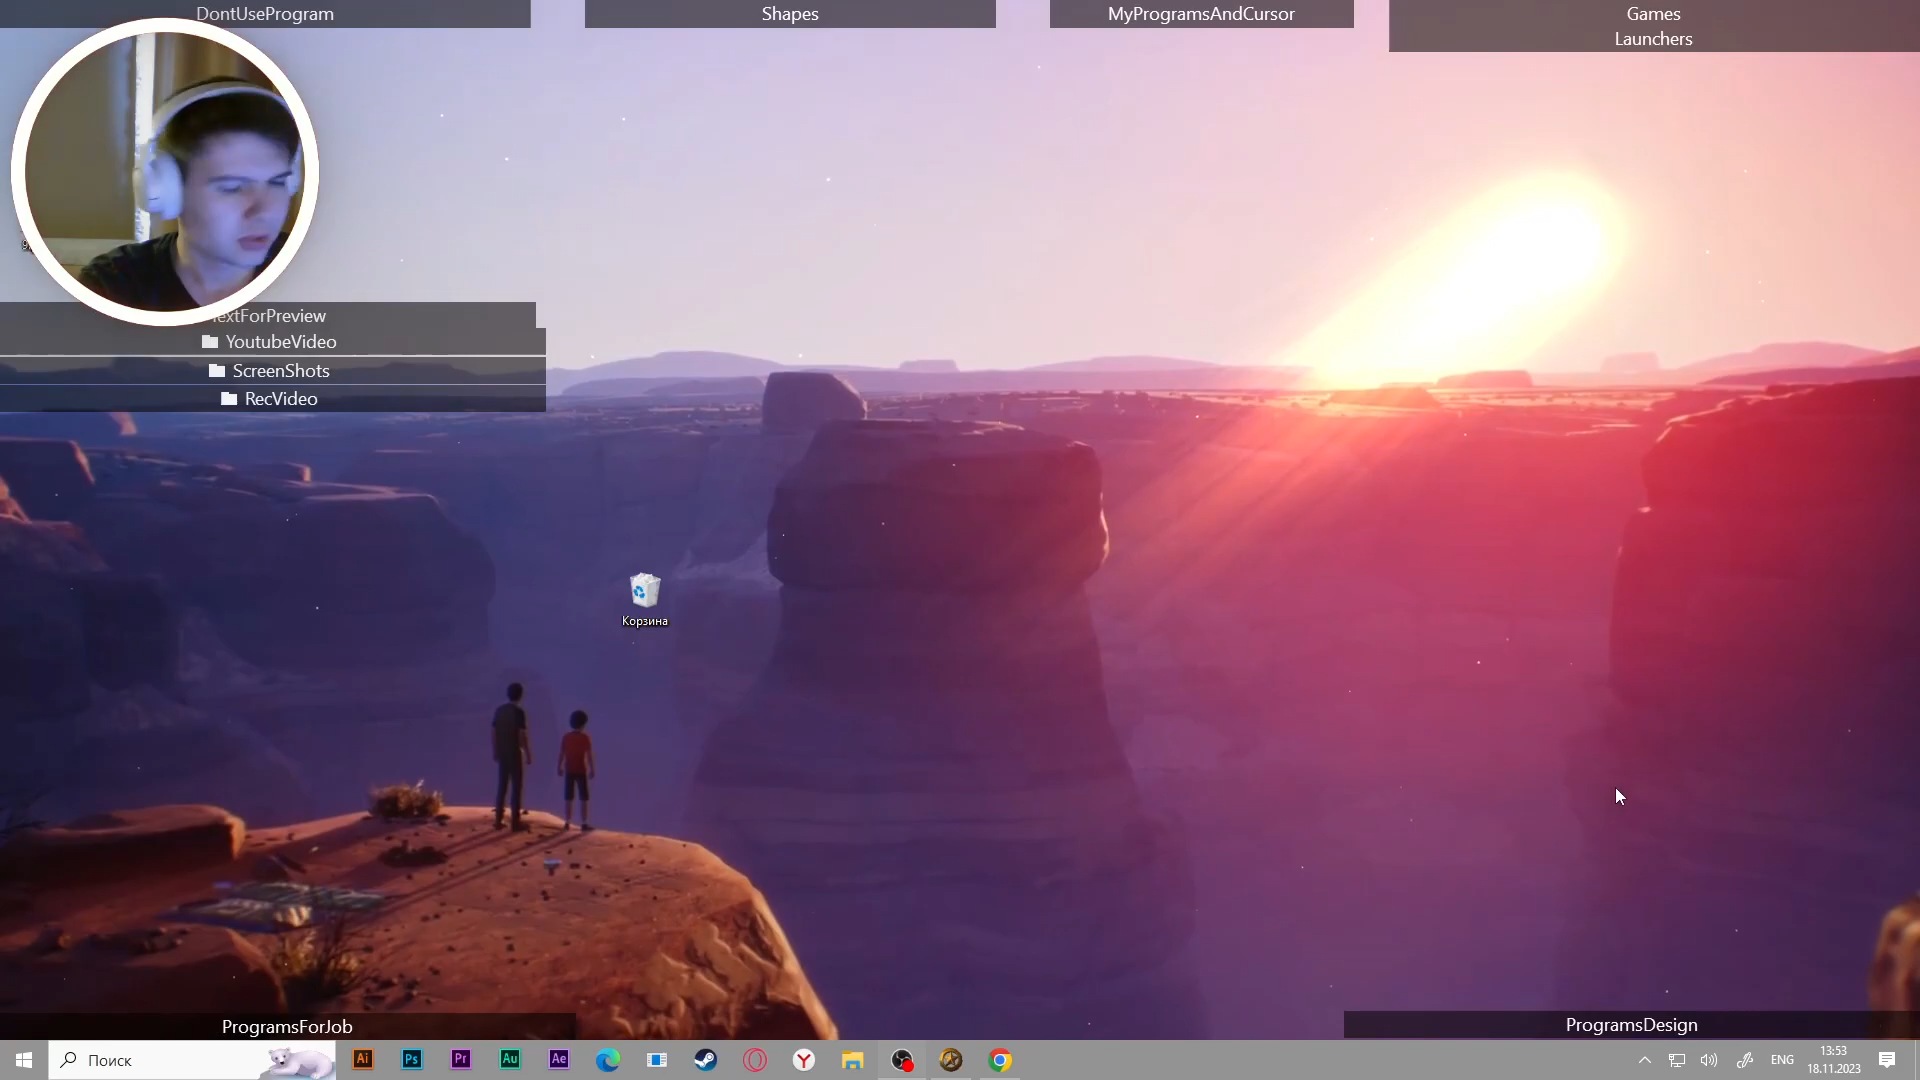 DontUseProgram
Shapes
MyProgramsAndCursor
Games
Launchers
extForPreview
YoutubeVideo
ScreenShots
RecVideo
Корзина
ProgramsForJob
ProgramsDesign
Поиск
Ai
Ps
Pr
Au
Ae
ENG
13:53
18.11.2023